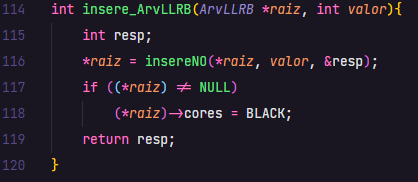 114 int insere_ArvLLRB(ArvLLRB *raiz, int valor){
115 int resp;
116 *raiz = insereNO(*raiz, valor, &resp);
117 if ((*raiz) ≠ NULL)
118 (*raiz)→cores = BLACK;
119 return resp;
120 }